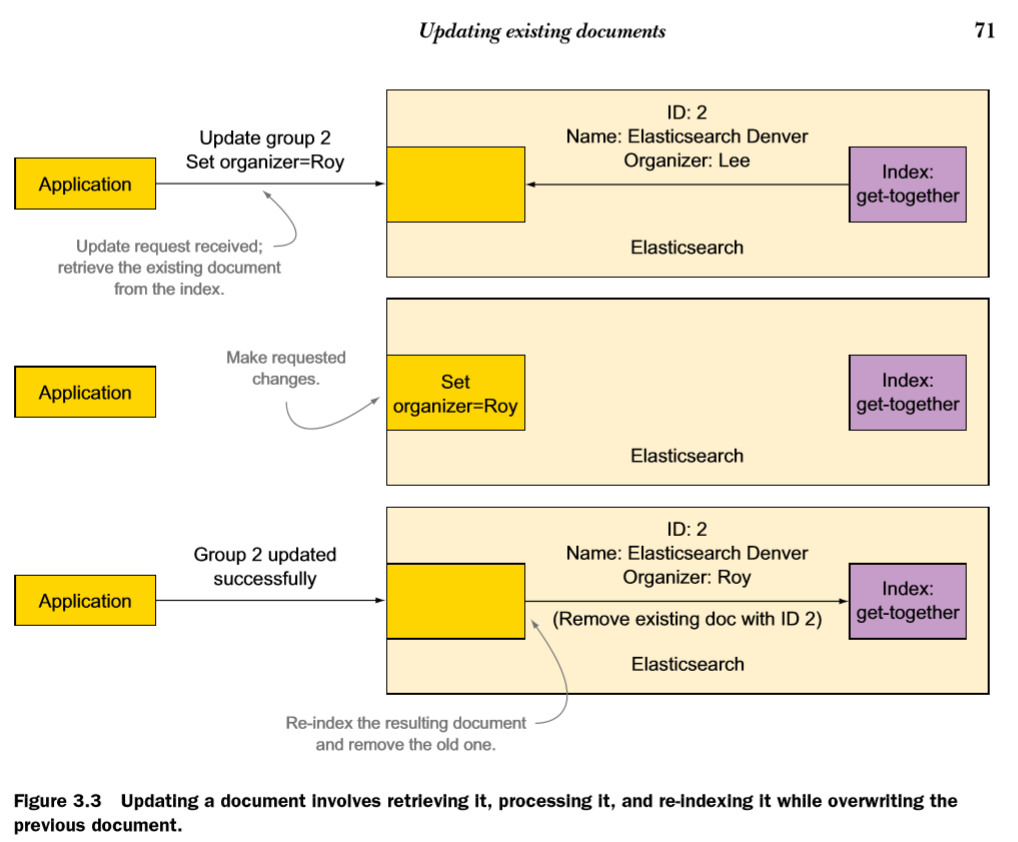 Updating existing documents 71
Update group 2
Set organizer=Roy
Application
ID: 2
Name: Elasticsearch Denver
Organizer: Lee
Index:
get-together
Elasticsearch
Update request received;
retrieve the existing document
from the index.
Application
Make requested
changes.
Set
organizer=Roy
Index:
get-together
Elasticsearch
Group 2 updated
successfully
Application
ID: 2
Name: Elasticsearch Denver
Organizer: Roy
(Remove existing doc with ID 2)
Index:
get-together
Elasticsearch
Re-index the resulting document
and remove the old one.
Figure 3.3 Updating a document involves retrieving it, processing it, and re-indexing it while overwriting the
previous document.